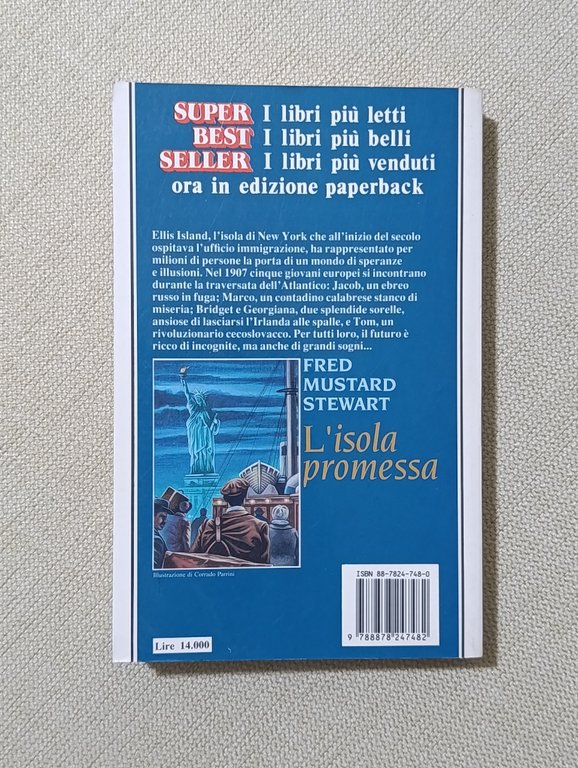 SUPER I libri più letti
BEST I libri più belli
SELLER I libri più venduti
ora in edizione paperback
Ellis Island, l'isola di New York che all'inizio del secolo
ospitava l'ufficio immigrazione, ha rappresentato per
milioni di persone la porta di un mondo di speranze
e illusioni. Nel 1907 cinque giovani europei si incontrano
durante la traversata dell'Atlantico: Jacob, un ebreo
russo in fuga; Marco, un contadino calabrese stanco di
miseria; Bridget e Georgiana, due splendide sorelle,
ansiose di lasciarsi l'Irlanda alle spalle, e Tom, un
rivoluzionario cecoslovacco. Per tutti loro, il futuro è
ricco di incognite, ma anche di grandi sogni...
FRED
MUSTARD
STEWART
L'isola
promessa
Illustrazione di Corrado Parrini
ISBN 88-7824-748-0
9 788878 247482
Lire 14.000